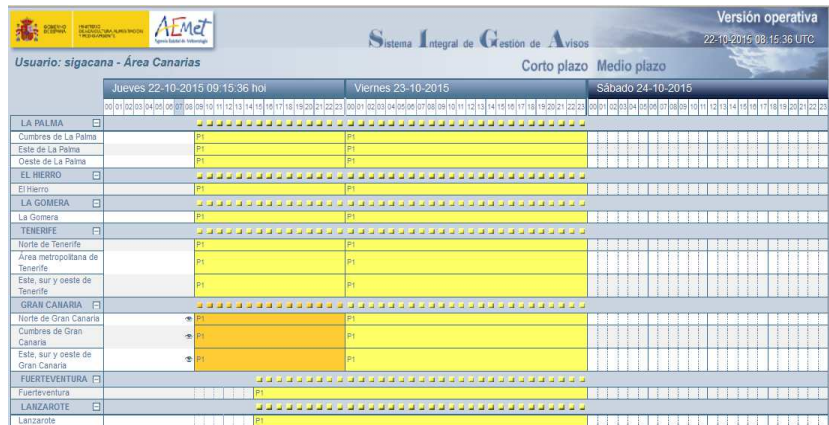 GOBIERNO DE ESPAÑA
MINISTERIO DE AGRICULTURA, ALIMENTACIÓN Y MEDIO AMBIENTE
AEMet
Agencia Estatal de Meteorología
Sistema Integral de Gestión de Avisos
Versión operativa
22-10-2015 08:15:36 UTC
Usuario: sigacana - Área Canarias
Corto plazo Medio plazo
Jueves 22-10-2015 09:15:36 hoi Viernes 23-10-2015 Sábado 24-10-2015
00 01 02 03 04 05 06 07 08 09 10 11 12 13 14 15 16 17 18 19 20 21 22 23 00 01 02 03 04 05 06 07 08 09 10 11 12 13 14 15 16 17 18 19 20 21 22 23 00 01 02 03 04 05 06 07 08 09 10 11 12 13 14 15 16 17 18 19 20 21 22 23
LA PALMA
Cumbres de La Palma P1 P1
Este de La Palma P1 P1
Oeste de La Palma P1 P1
EL HIERRO
El Hierro P1 P1
LA GOMERA
La Gomera P1 P1
TENERIFE
Norte de Tenerife P1 P1
Área metropolitana de
Tenerife P1 P1
Este, sur y oeste de
Tenerife P1 P1
GRAN CANARIA
Norte de Gran Canaria P1 P1
Cumbres de Gran
Canaria P1 P1
Este, sur y oeste de
Gran Canaria P1 P1
FUERTEVENTURA
Fuerteventura P1
LANZAROTE
Lanzarote P1